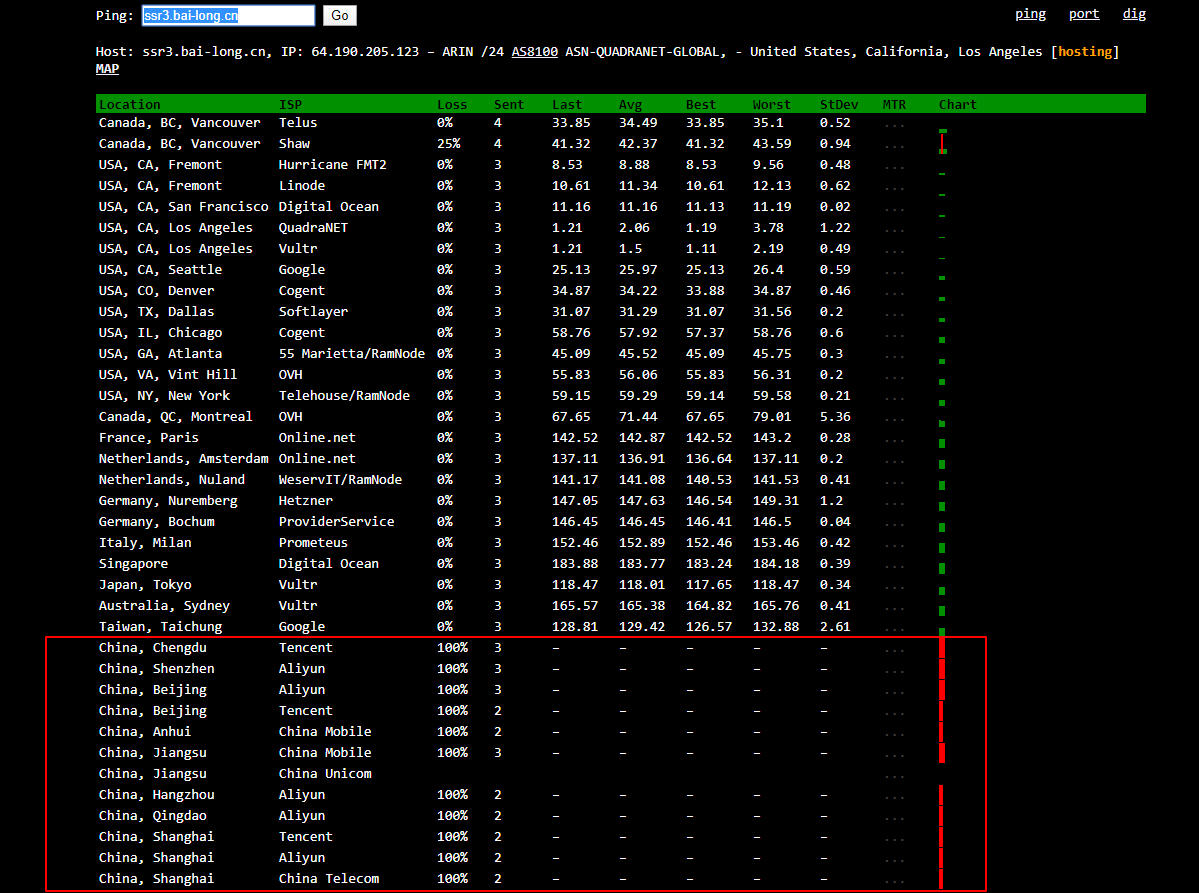 Ping: ssr3.bai-long.cn Go ping port dig
Host: ssr3.bai-long.cn, IP: 64.190.205.123 – ARIN /24 AS8100 ASN-QUADRANET-GLOBAL, - United States, California, Los Angeles [hosting]
MAP
Location ISP Loss Sent Last Avg Best Worst StDev MTR Chart
Canada, BC, Vancouver Telus 0% 4 33.85 34.49 33.85 35.1 0.52 ...
Canada, BC, Vancouver Shaw 25% 4 41.32 42.37 41.32 43.59 0.94 ...
USA, CA, Fremont Hurricane FMT2 0% 3 8.53 8.88 8.53 9.56 0.48 ...
USA, CA, Fremont Linode 0% 3 10.61 11.34 10.61 12.13 0.62 ...
USA, CA, San Francisco Digital Ocean 0% 3 11.16 11.16 11.13 11.19 0.02 ...
USA, CA, Los Angeles QuadraNET 0% 3 1.21 2.06 1.19 3.78 1.22 ...
USA, CA, Los Angeles Vultr 0% 3 1.21 1.5 1.11 2.19 0.49 ...
USA, CA, Seattle Google 0% 3 25.13 25.97 25.13 26.4 0.59 ...
USA, CO, Denver Cogent 0% 3 34.87 34.22 33.88 34.87 0.46 ...
USA, TX, Dallas Softlayer 0% 3 31.07 31.29 31.07 31.56 0.2 ...
USA, IL, Chicago Cogent 0% 3 58.76 57.92 57.37 58.76 0.6 ...
USA, GA, Atlanta 55 Marietta/RamNode 0% 3 45.09 45.52 45.09 45.75 0.3 ...
USA, VA, Vint Hill OVH 0% 3 55.83 56.06 55.83 56.31 0.2 ...
USA, NY, New York Telehouse/RamNode 0% 3 59.15 59.29 59.14 59.58 0.21 ...
Canada, QC, Montreal OVH 0% 3 67.65 71.44 67.65 79.01 5.36 ...
France, Paris Online.net 0% 3 142.52 142.87 142.52 143.2 0.28 ...
Netherlands, Amsterdam Online.net 0% 3 137.11 136.91 136.64 137.11 0.2 ...
Netherlands, Nuland WeservIT/RamNode 0% 3 141.17 141.08 140.53 141.53 0.41 ...
Germany, Nuremberg Hetzner 0% 3 147.05 147.63 146.54 149.31 1.2 ...
Germany, Bochum ProviderService 0% 3 146.45 146.45 146.41 146.5 0.04 ...
Italy, Milan Prometeus 0% 3 152.46 152.89 152.46 153.46 0.42 ...
Singapore Digital Ocean 0% 3 183.88 183.77 183.24 184.18 0.39 ...
Japan, Tokyo Vultr 0% 3 118.47 118.01 117.65 118.47 0.34 ...
Australia, Sydney Vultr 0% 3 165.57 165.38 164.82 165.76 0.41 ...
Taiwan, Taichung Google 0% 3 128.81 129.42 126.57 132.88 2.61 ...
China, Chengdu Tencent 100% 3 – – – – – ...
China, Shenzhen Aliyun 100% 3 – – – – – ...
China, Beijing Aliyun 100% 3 – – – – – ...
China, Beijing Tencent 100% 2 – – – – – ...
China, Anhui China Mobile 100% 2 – – – – – ...
China, Jiangsu China Mobile 100% 3 – – – – – ...
China, Jiangsu China Unicom ...
China, Hangzhou Aliyun 100% 2 – – – – – ...
China, Qingdao Aliyun 100% 2 – – – – – ...
China, Shanghai Tencent 100% 2 – – – – – ...
China, Shanghai Aliyun 100% 2 – – – – – ...
China, Shanghai China Telecom 100% 2 – – – – – ...